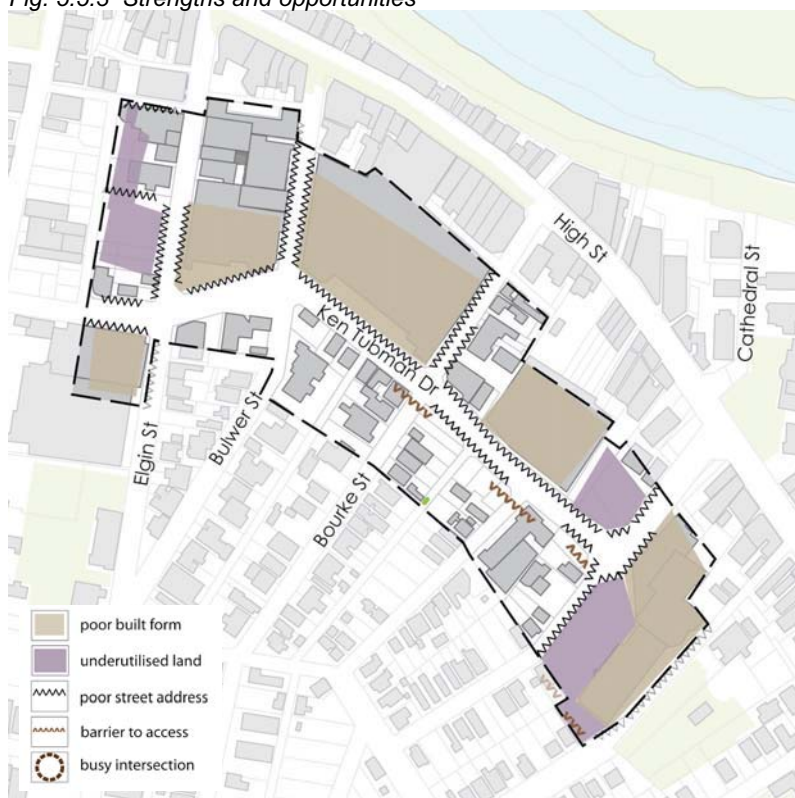 Fig. 5.5.3 Strengths and opportunities
High St
Cathedral St
Ken Tubman Dr
Elgin St
Bulwer St
Bourke St
poor built form
underutilised land
poor street address
barrier to access
busy intersection